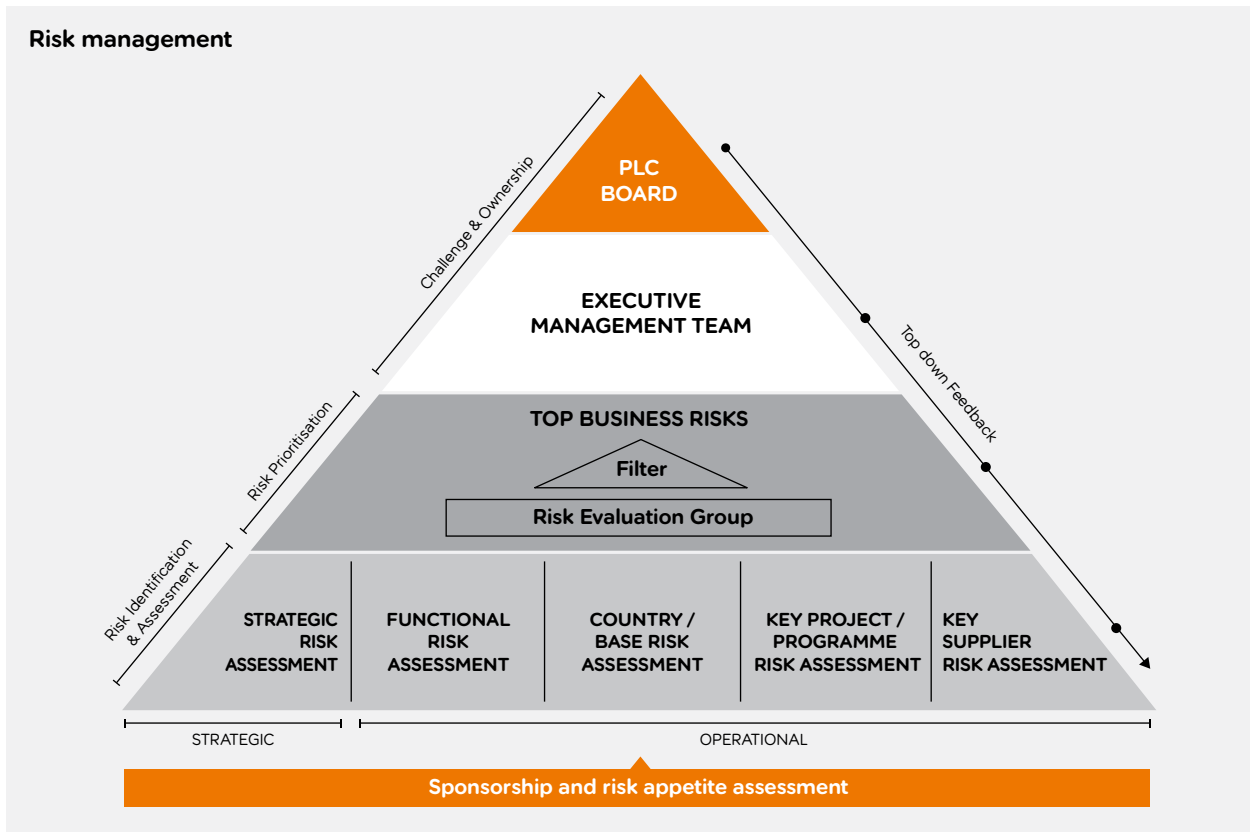 Risk management
PLC
BOARD
Challenge & Ownership
EXECUTIVE
MANAGEMENT TEAM
Top down Feedback
Risk Prioritisation
TOP BUSINESS RISKS
Filter
Risk Evaluation Group
Risk Identification
& Assessment
STRATEGIC
RISK
ASSESSMENT
FUNCTIONAL
RISK
ASSESSMENT
COUNTRY /
BASE RISK
ASSESSMENT
KEY PROJECT /
PROGRAMME
RISK ASSESSMENT
KEY
SUPPLIER
RISK ASSESSMENT
STRATEGIC
OPERATIONAL
Sponsorship and risk appetite assessment